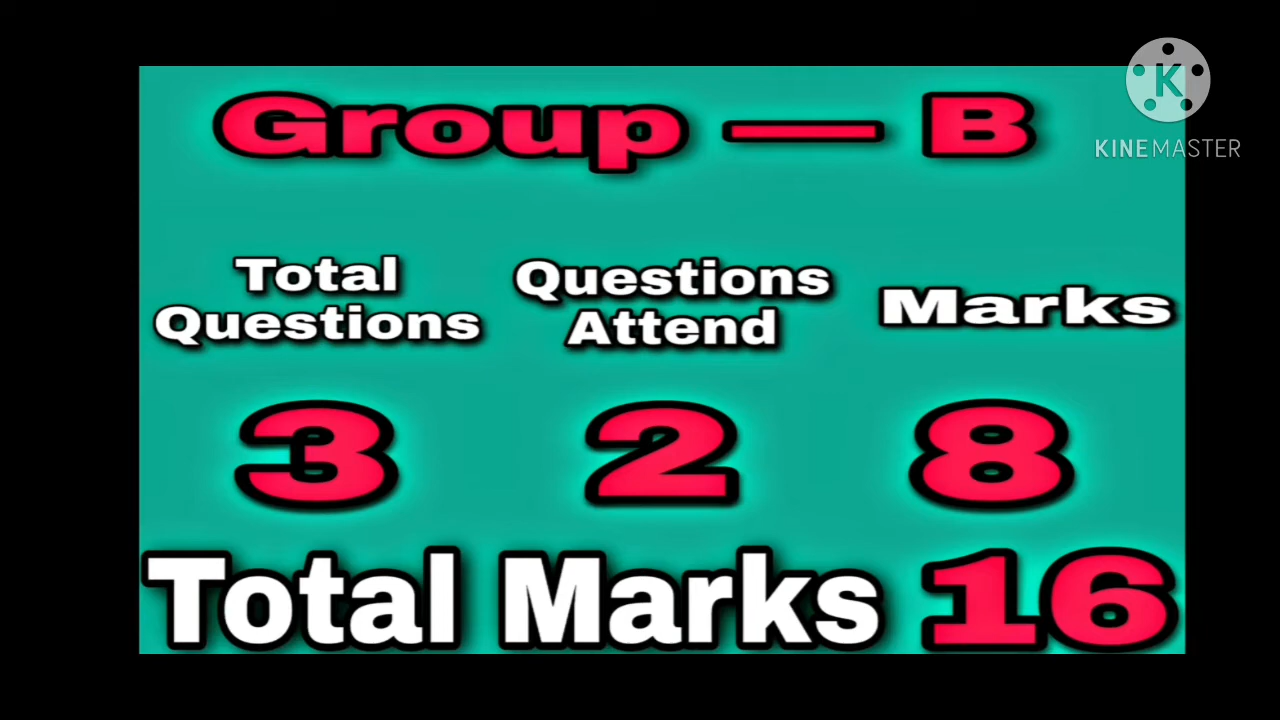 Group — B
Total
Questions
Questions
Attend
Marks
3 2 8
Total Marks 16
K
KINEMASTER